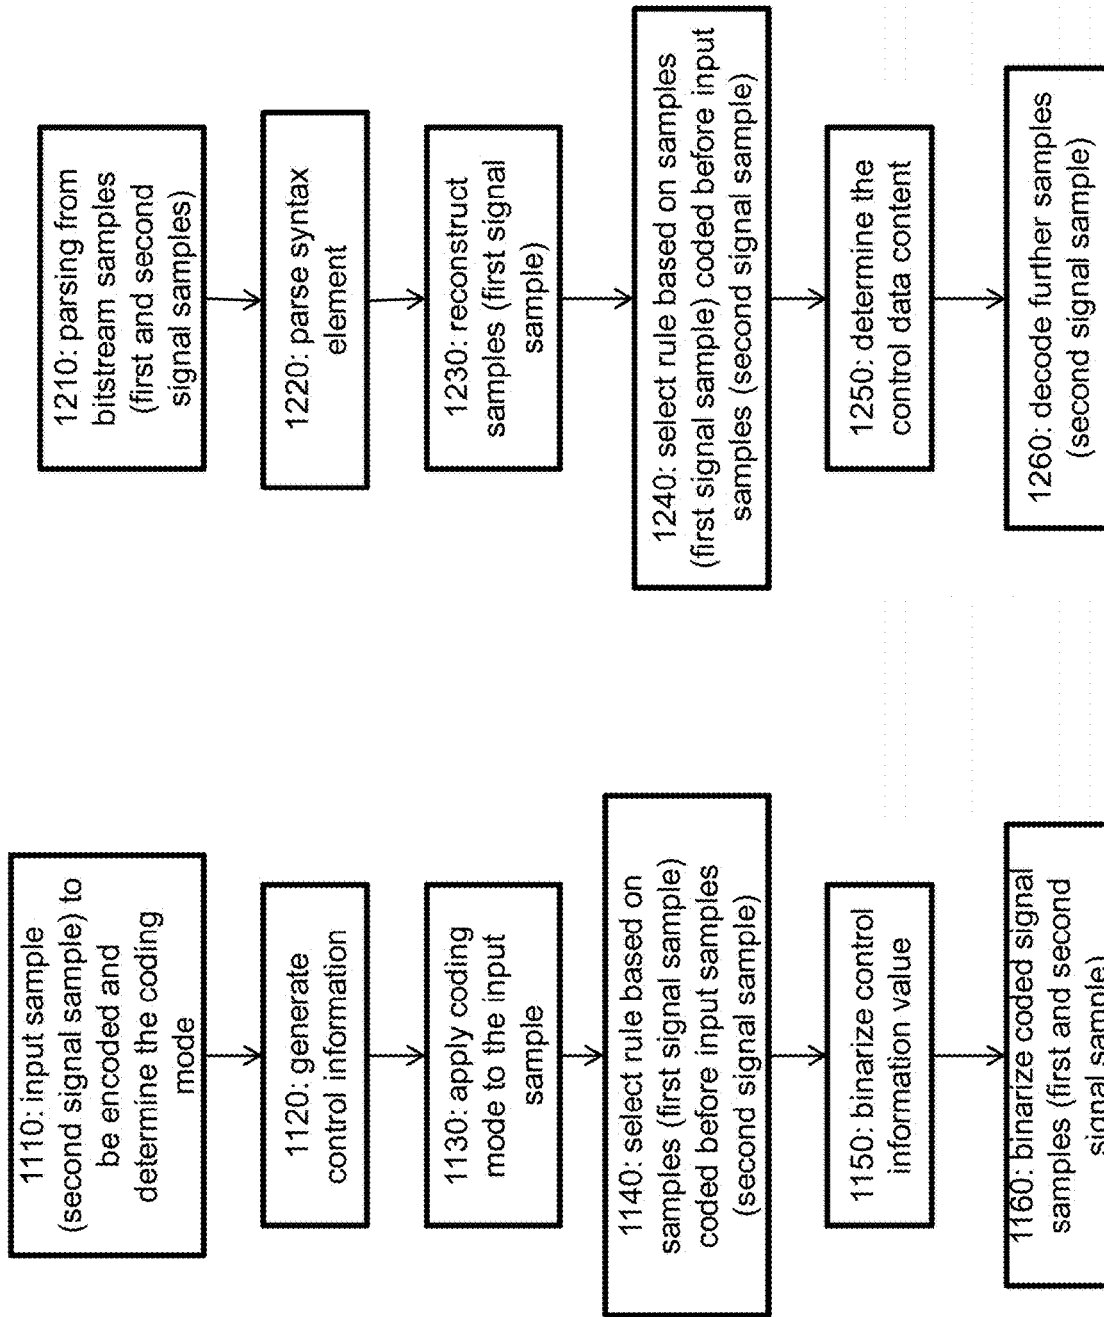 1110: input sample
(second signal sample) to
be encoded and
determine the coding
mode
1120: generate
control information
1130: apply coding
mode to the input
sample
1140: select rule based on
samples (first signal sample)
coded before input samples
(second signal sample)
1150: binarize control
information value
1160: binarize coded signal
samples (first and second
signal sample)
1210: parsing from
bitstream samples
(first and second
signal samples)
1220: parse syntax
element
1230: reconstruct
samples (first signal
sample)
1240: select rule based on samples
(first signal sample) coded before input
samples (second signal sample)
1250: determine the
control data content
1260: decode further samples
(second signal sample)